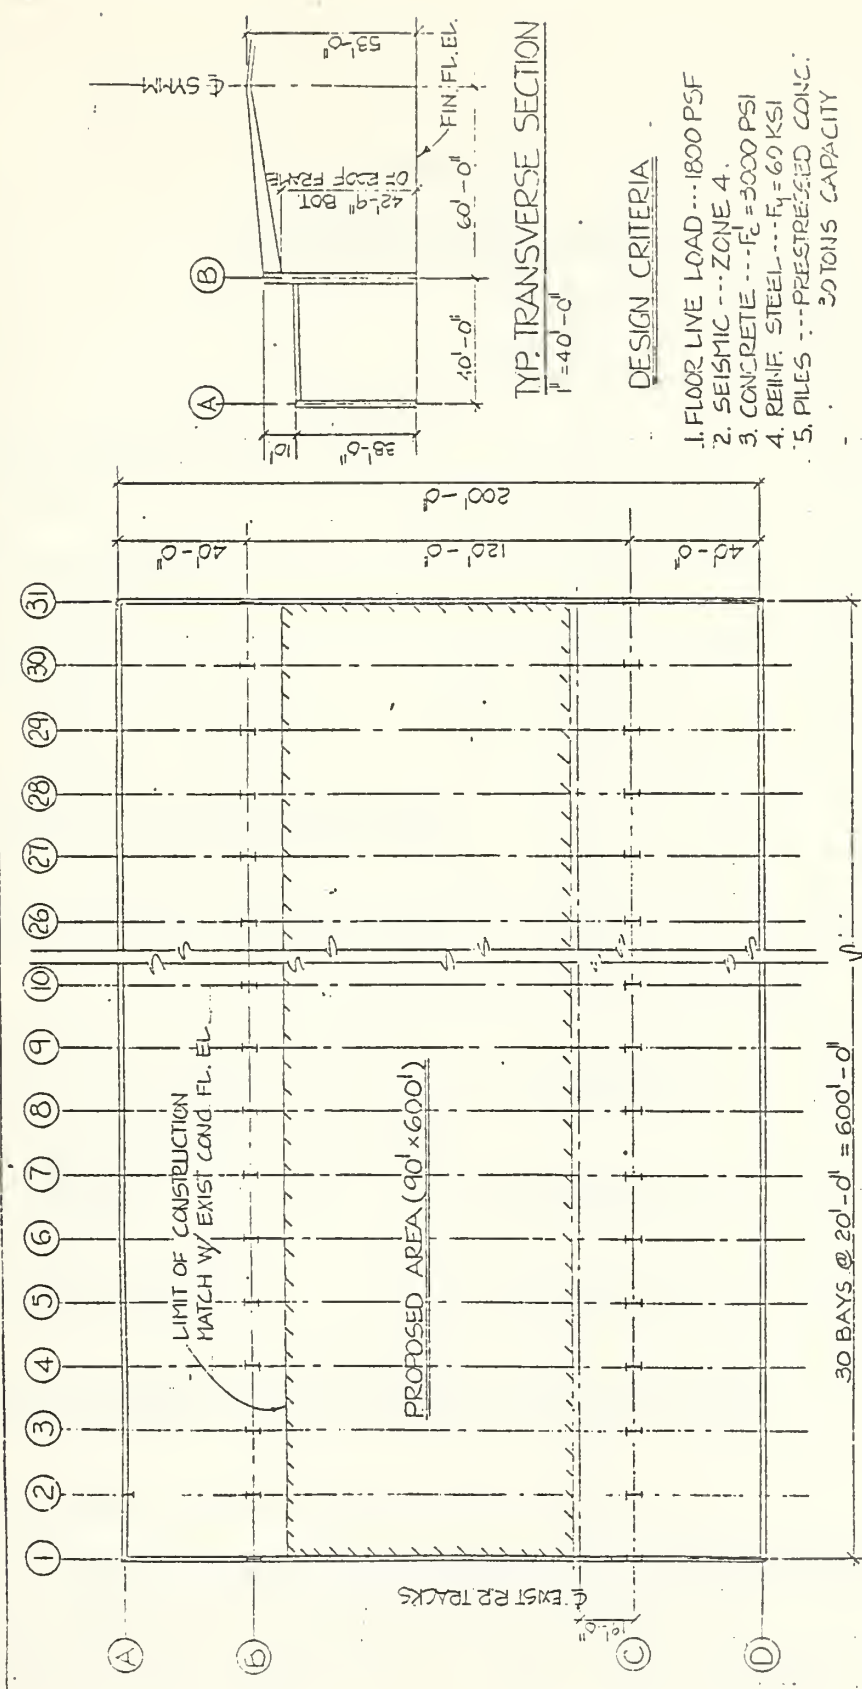 TYP. TRANSVERSE SECTION
1" = 40'-0"
A
B
℄ SYMM
10'
38'-0"
42'-9" BOT.
OF ROOF FRAME
53'-0"
FIN. FL. EL.
40'-0"
60'-0"
DESIGN CRITERIA
1. FLOOR LIVE LOAD --- 1800 PSF
2. SEISMIC --- ZONE 4.
3. CONCRETE --- F'c = 3000 PSI
4. REINF. STEEL --- Fy = 60 KSI
5. PILES --- PRESTRESSED CONC.
30 TONS CAPACITY
1
2
3
4
5
6
7
8
9
10
26
27
28
29
30
31
A
B
C
D
LIMIT OF CONSTRUCTION
MATCH W/ EXIST CONC. FL. EL.
PROPOSED AREA (90' x 600')
℄ EXIST R.R. TRACKS
40'-0"
120'-0"
40'-0"
200'-0"
30 BAYS @ 20'-0" = 600'-0"